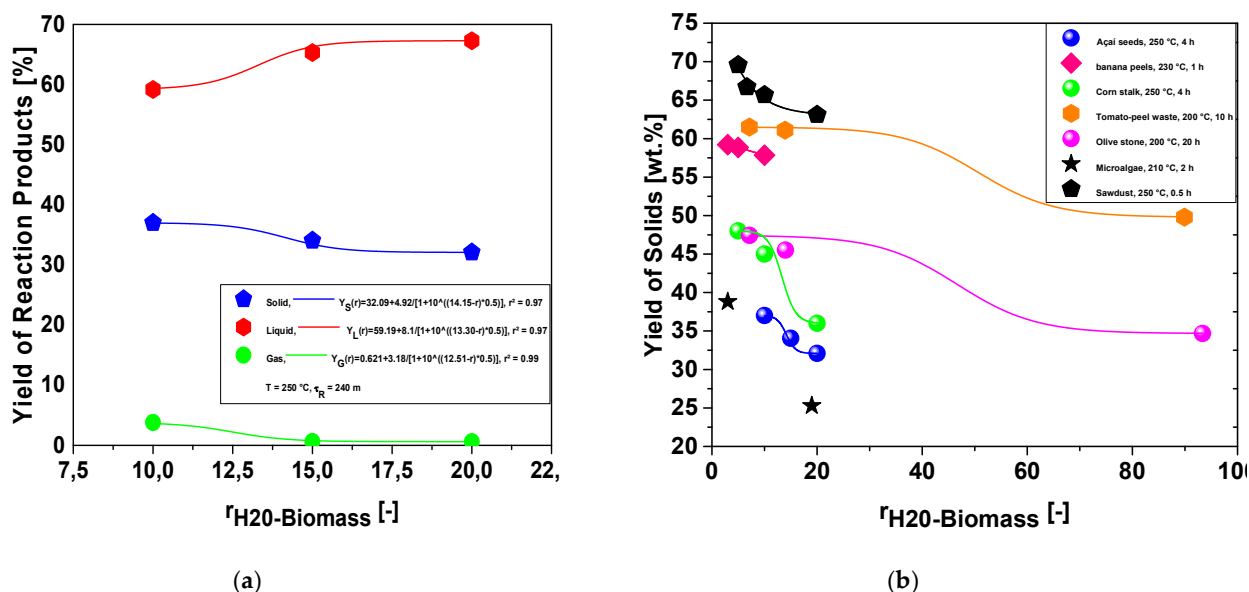 70
60
50
40
30
20
10
0
Yield of Reaction Products [%]
Solid, Y_S(r)=32.09+4.92/[1+10^((14.15-r)*0.5)], r² = 0.97
Liquid, Y_L(r)=59.19+8.1/[1+10^((13.30-r)*0.5)], r² = 0.97
Gas, Y_G(r)=0.621+3.18/[1+10^((12.51-r)*0.5)], r² = 0.99
T = 250 °C, τ_R = 240 m
7,5 10,0 12,5 15,0 17,5 20,0 22,
rH20-Biomass [-]
(a)
75
70
65
60
55
50
45
40
35
30
25
20
Yield of Solids [wt.%]
Açaí seeds, 250 °C, 4 h
banana peels, 230 °C, 1 h
Corn stalk, 250 °C, 4 h
Tomato-peel waste, 200 °C, 10 h
Olive stone, 200 °C, 20 h
Microalgae, 210 °C, 2 h
Sawdust, 250 °C, 0.5 h
0 20 40 60 80 100
rH20-Biomass [-]
(b)